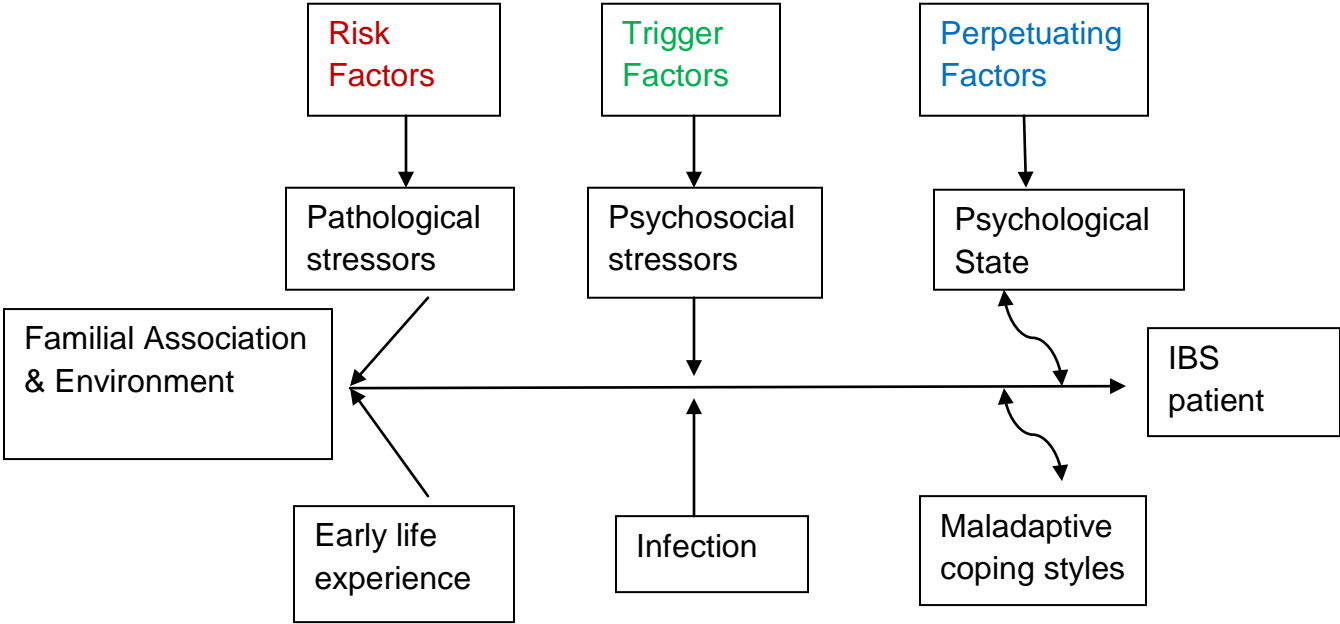 Risk
Factors
Trigger
Factors
Perpetuating
Factors
Pathological
stressors
Psychosocial
stressors
Psychological
State
Familial Association
& Environment
IBS
patient
Early life
experience
Infection
Maladaptive
coping styles